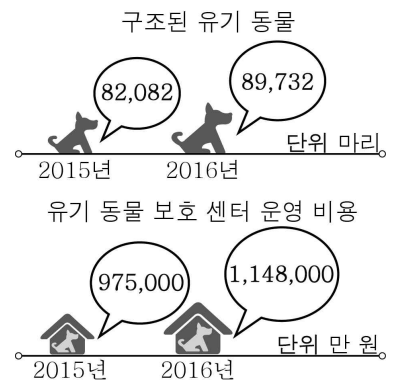 구조된 유기 동물
82,082
89,732
단위 마리
2015년
2016년
유기 동물 보호 센터 운영 비용
975,000
1,148,000
단위 만 원
2015년
2016년